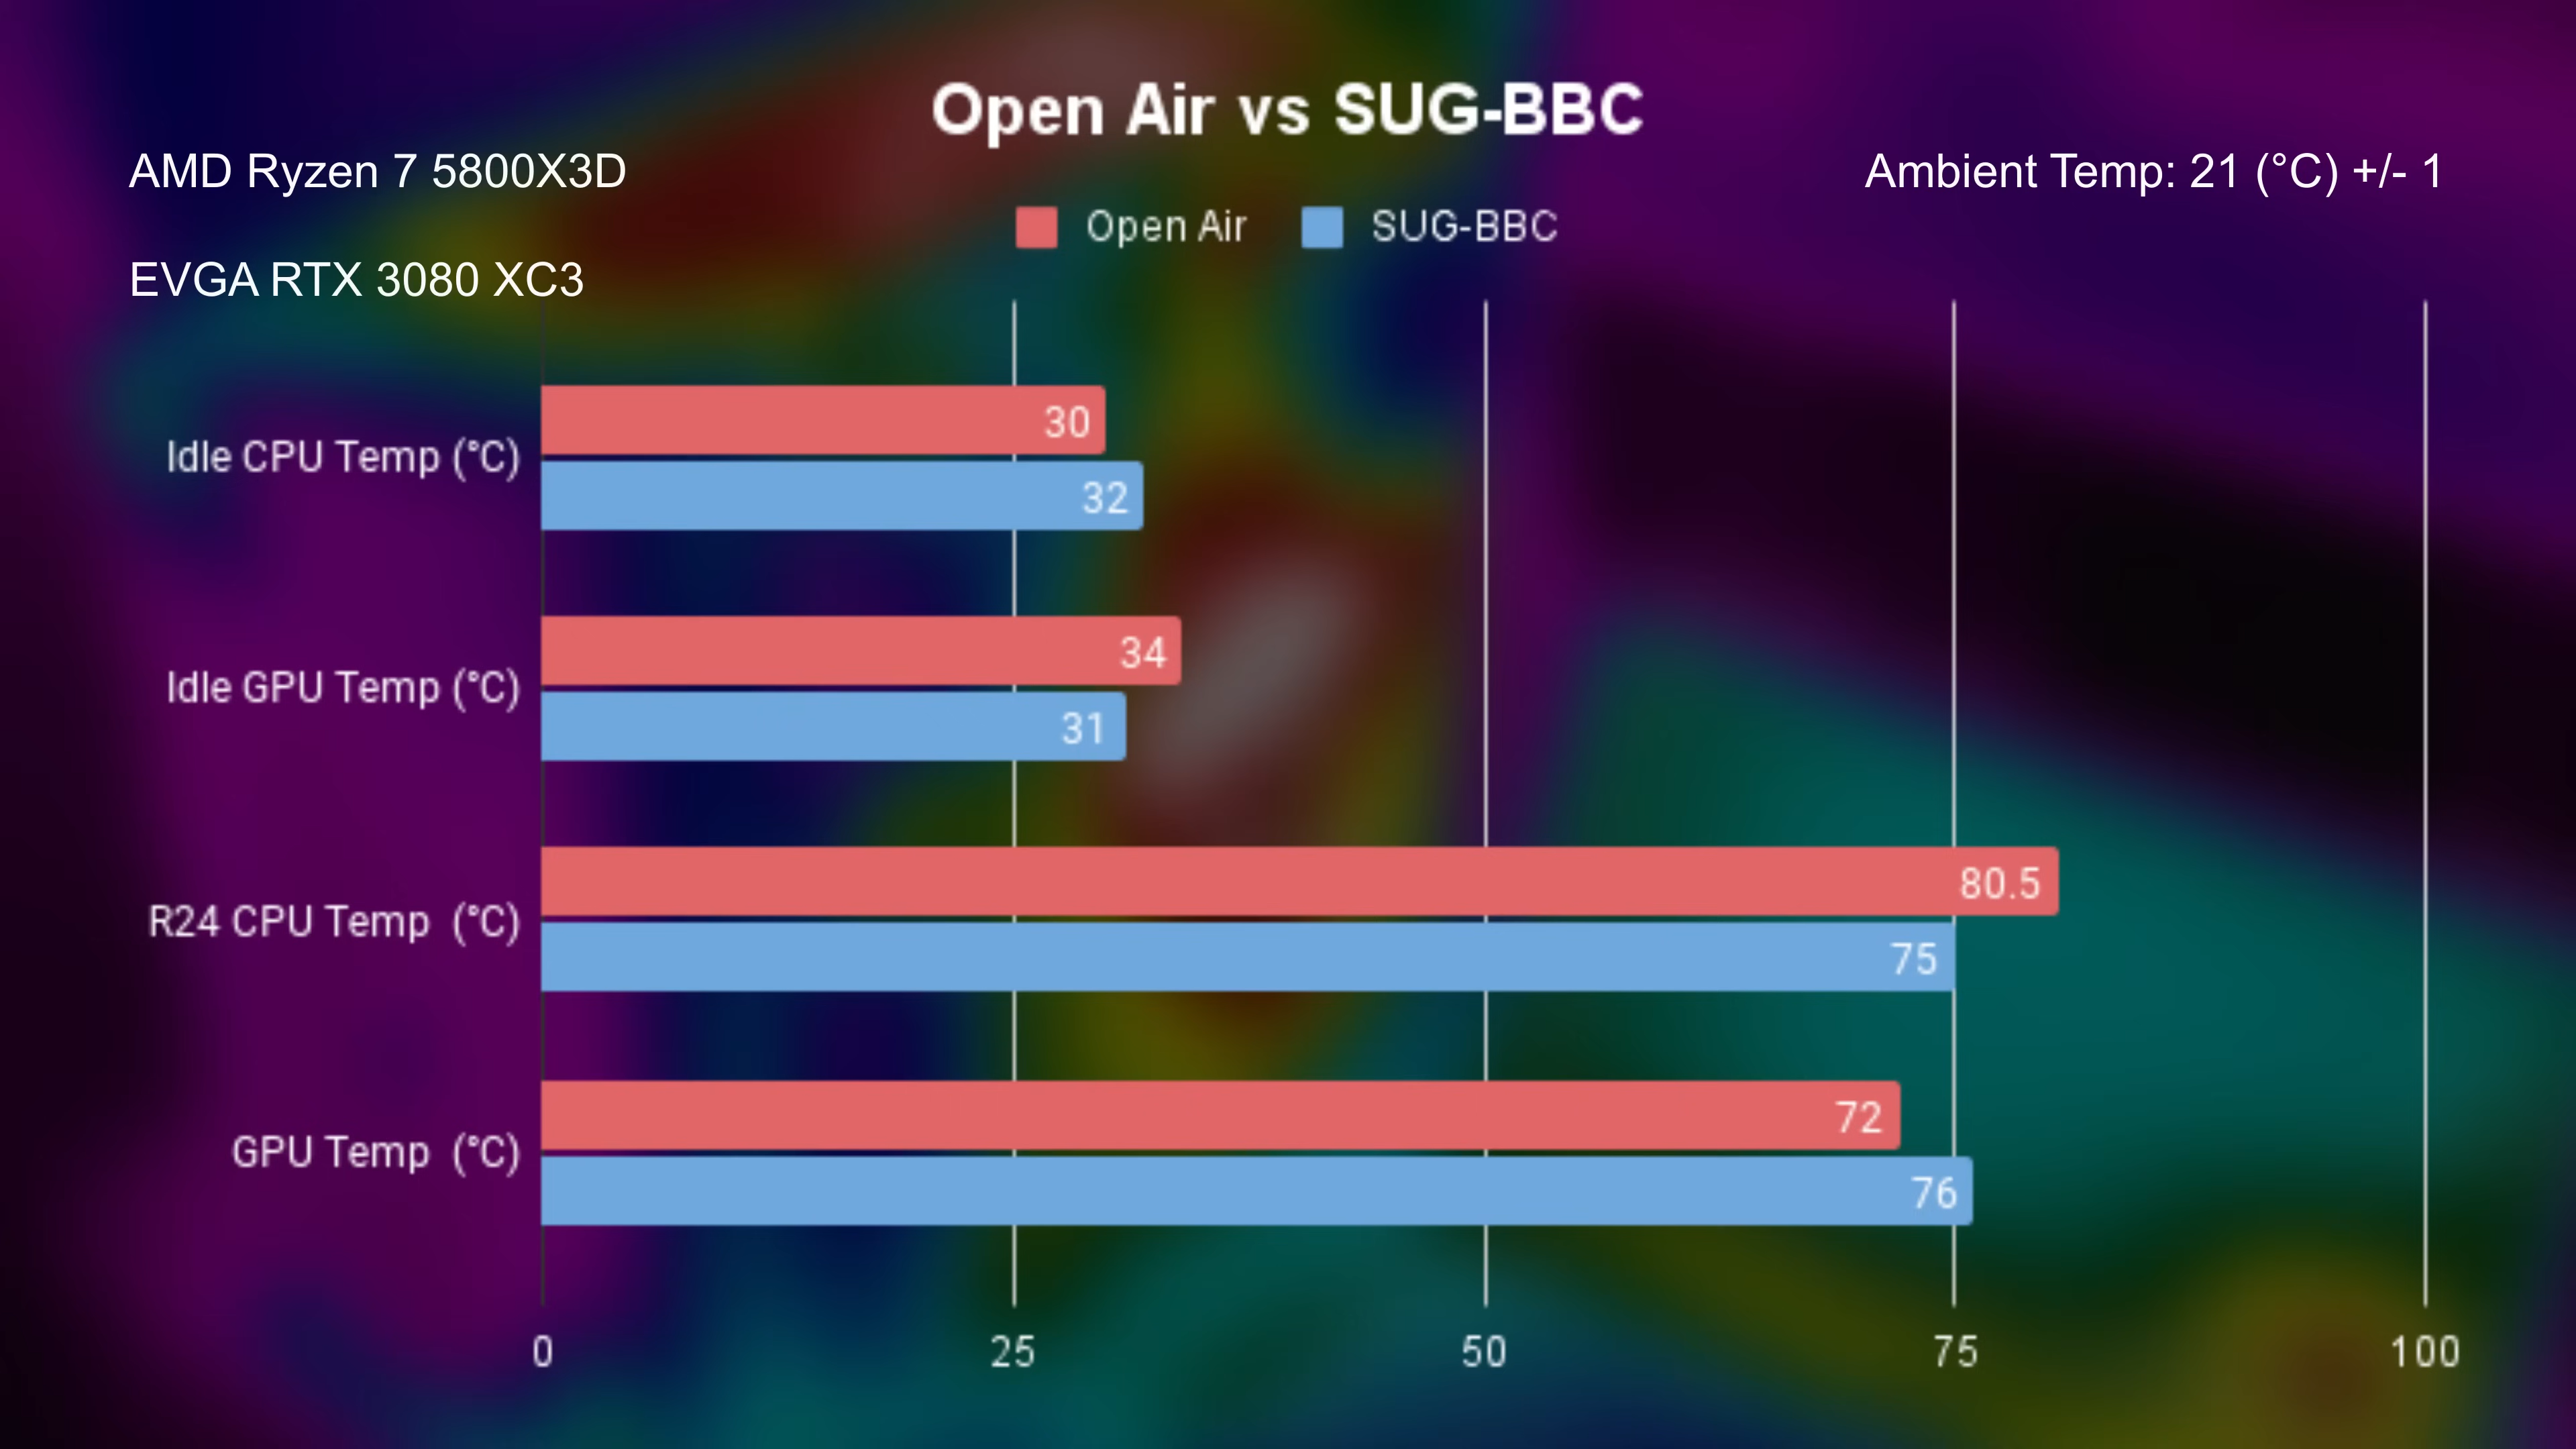 Open Air vs SUG-BBC
AMD Ryzen 7 5800X3D
Ambient Temp: 21 (°C) +/- 1
Open Air
SUG-BBC
EVGA RTX 3080 XC3
Idle CPU Temp (°C)
30
32
Idle GPU Temp (°C)
34
31
R24 CPU Temp (°C)
80.5
75
GPU Temp (°C)
72
76
0
25
50
75
100